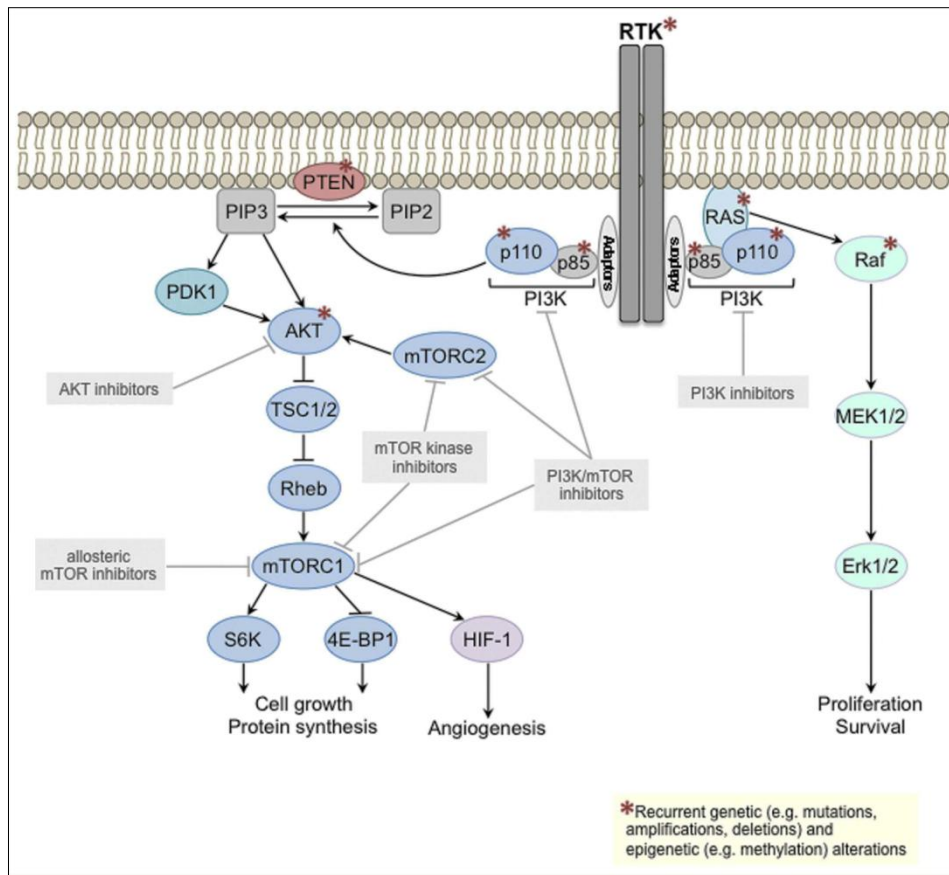 RTK*
PTEN*
PIP3
PIP2
RAS*
*p110
p85*
Adaptors
Adaptors
p85*
p110*
Raf*
PI3K
PI3K
PDK1
AKT*
mTORC2
AKT inhibitors
PI3K inhibitors
TSC1/2
MEK1/2
mTOR kinase
inhibitors
PI3K/mTOR
inhibitors
Rheb
allosteric
mTOR inhibitors
mTORC1
Erk1/2
S6K
4E-BP1
HIF-1
Cell growth
Protein synthesis
Angiogenesis
Proliferation
Survival
*Recurrent genetic (e.g. mutations,
amplifications, deletions) and
epigenetic (e.g. methylation) alterations